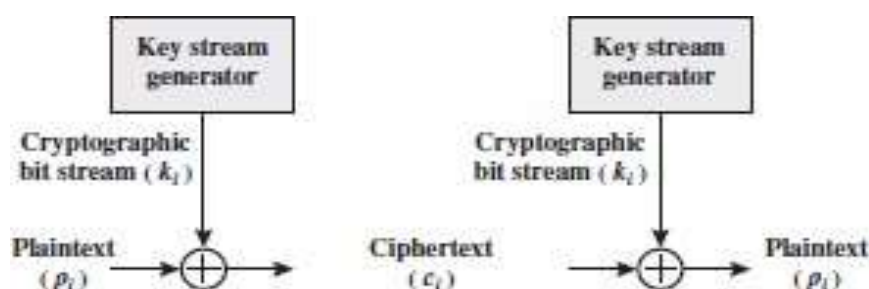 Key stream
generator
Cryptographic
bit stream ( kᵢ )
Plaintext
( pᵢ )
Ciphertext
( cᵢ )
Key stream
generator
Cryptographic
bit stream ( kᵢ )
Plaintext
( pᵢ )